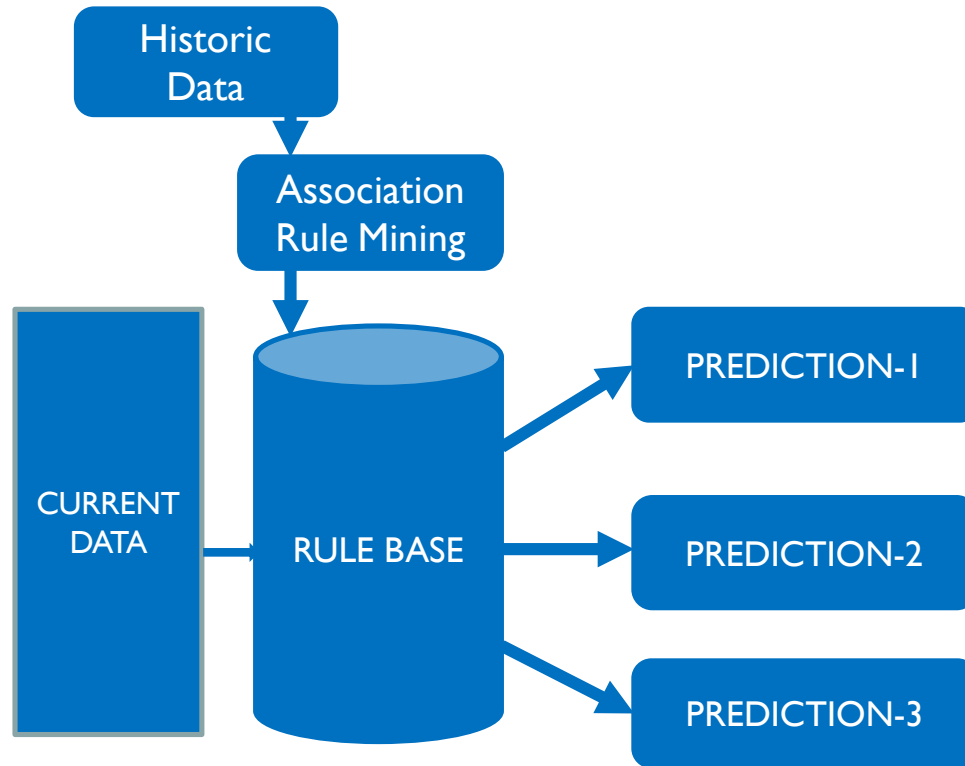 Historic
Data
Association
Rule Mining
CURRENT
DATA
RULE BASE
PREDICTION-1
PREDICTION-2
PREDICTION-3